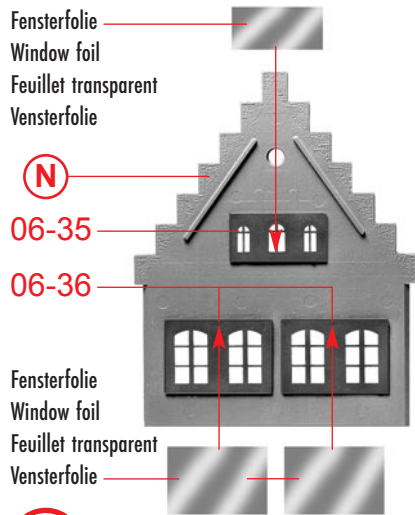 Fensterfolie
Window foil
Feuillet transparent
Vensterfolie
N
06-35
06-36
Fensterfolie
Window foil
Feuillet transparent
Vensterfolie